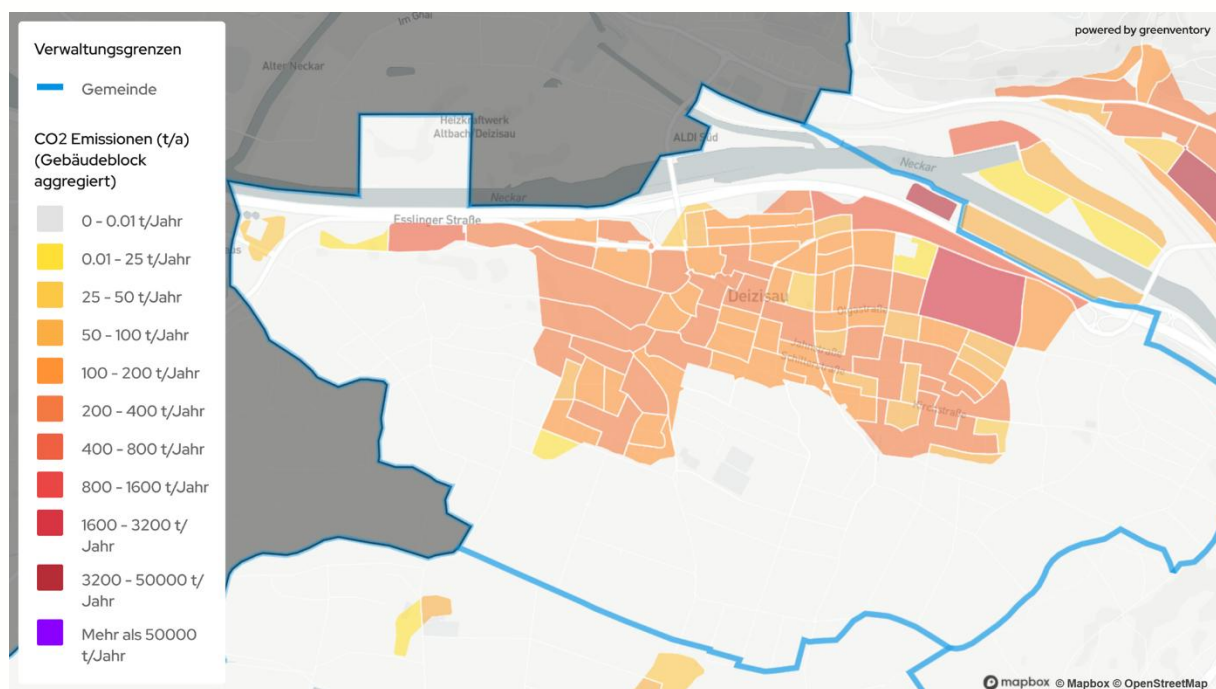 Verwaltungsgrenzen
Gemeinde
CO2 Emissionen (t/a)
(Gebäudeblock
aggregiert)
0 - 0.01 t/Jahr
0.01 - 25 t/Jahr
25 - 50 t/Jahr
50 - 100 t/Jahr
100 - 200 t/Jahr
200 - 400 t/Jahr
400 - 800 t/Jahr
800 - 1600 t/Jahr
1600 - 3200 t/
Jahr
3200 - 50000 t/
Jahr
Mehr als 50000
t/Jahr
powered by greenventory
Alter Neckar
Heizkraftwerk
Altbach/Deizisau
ALDI Süd
Neckar
Neckar
Esslinger Straße
Deizisau
mapbox © Mapbox © OpenStreetMap